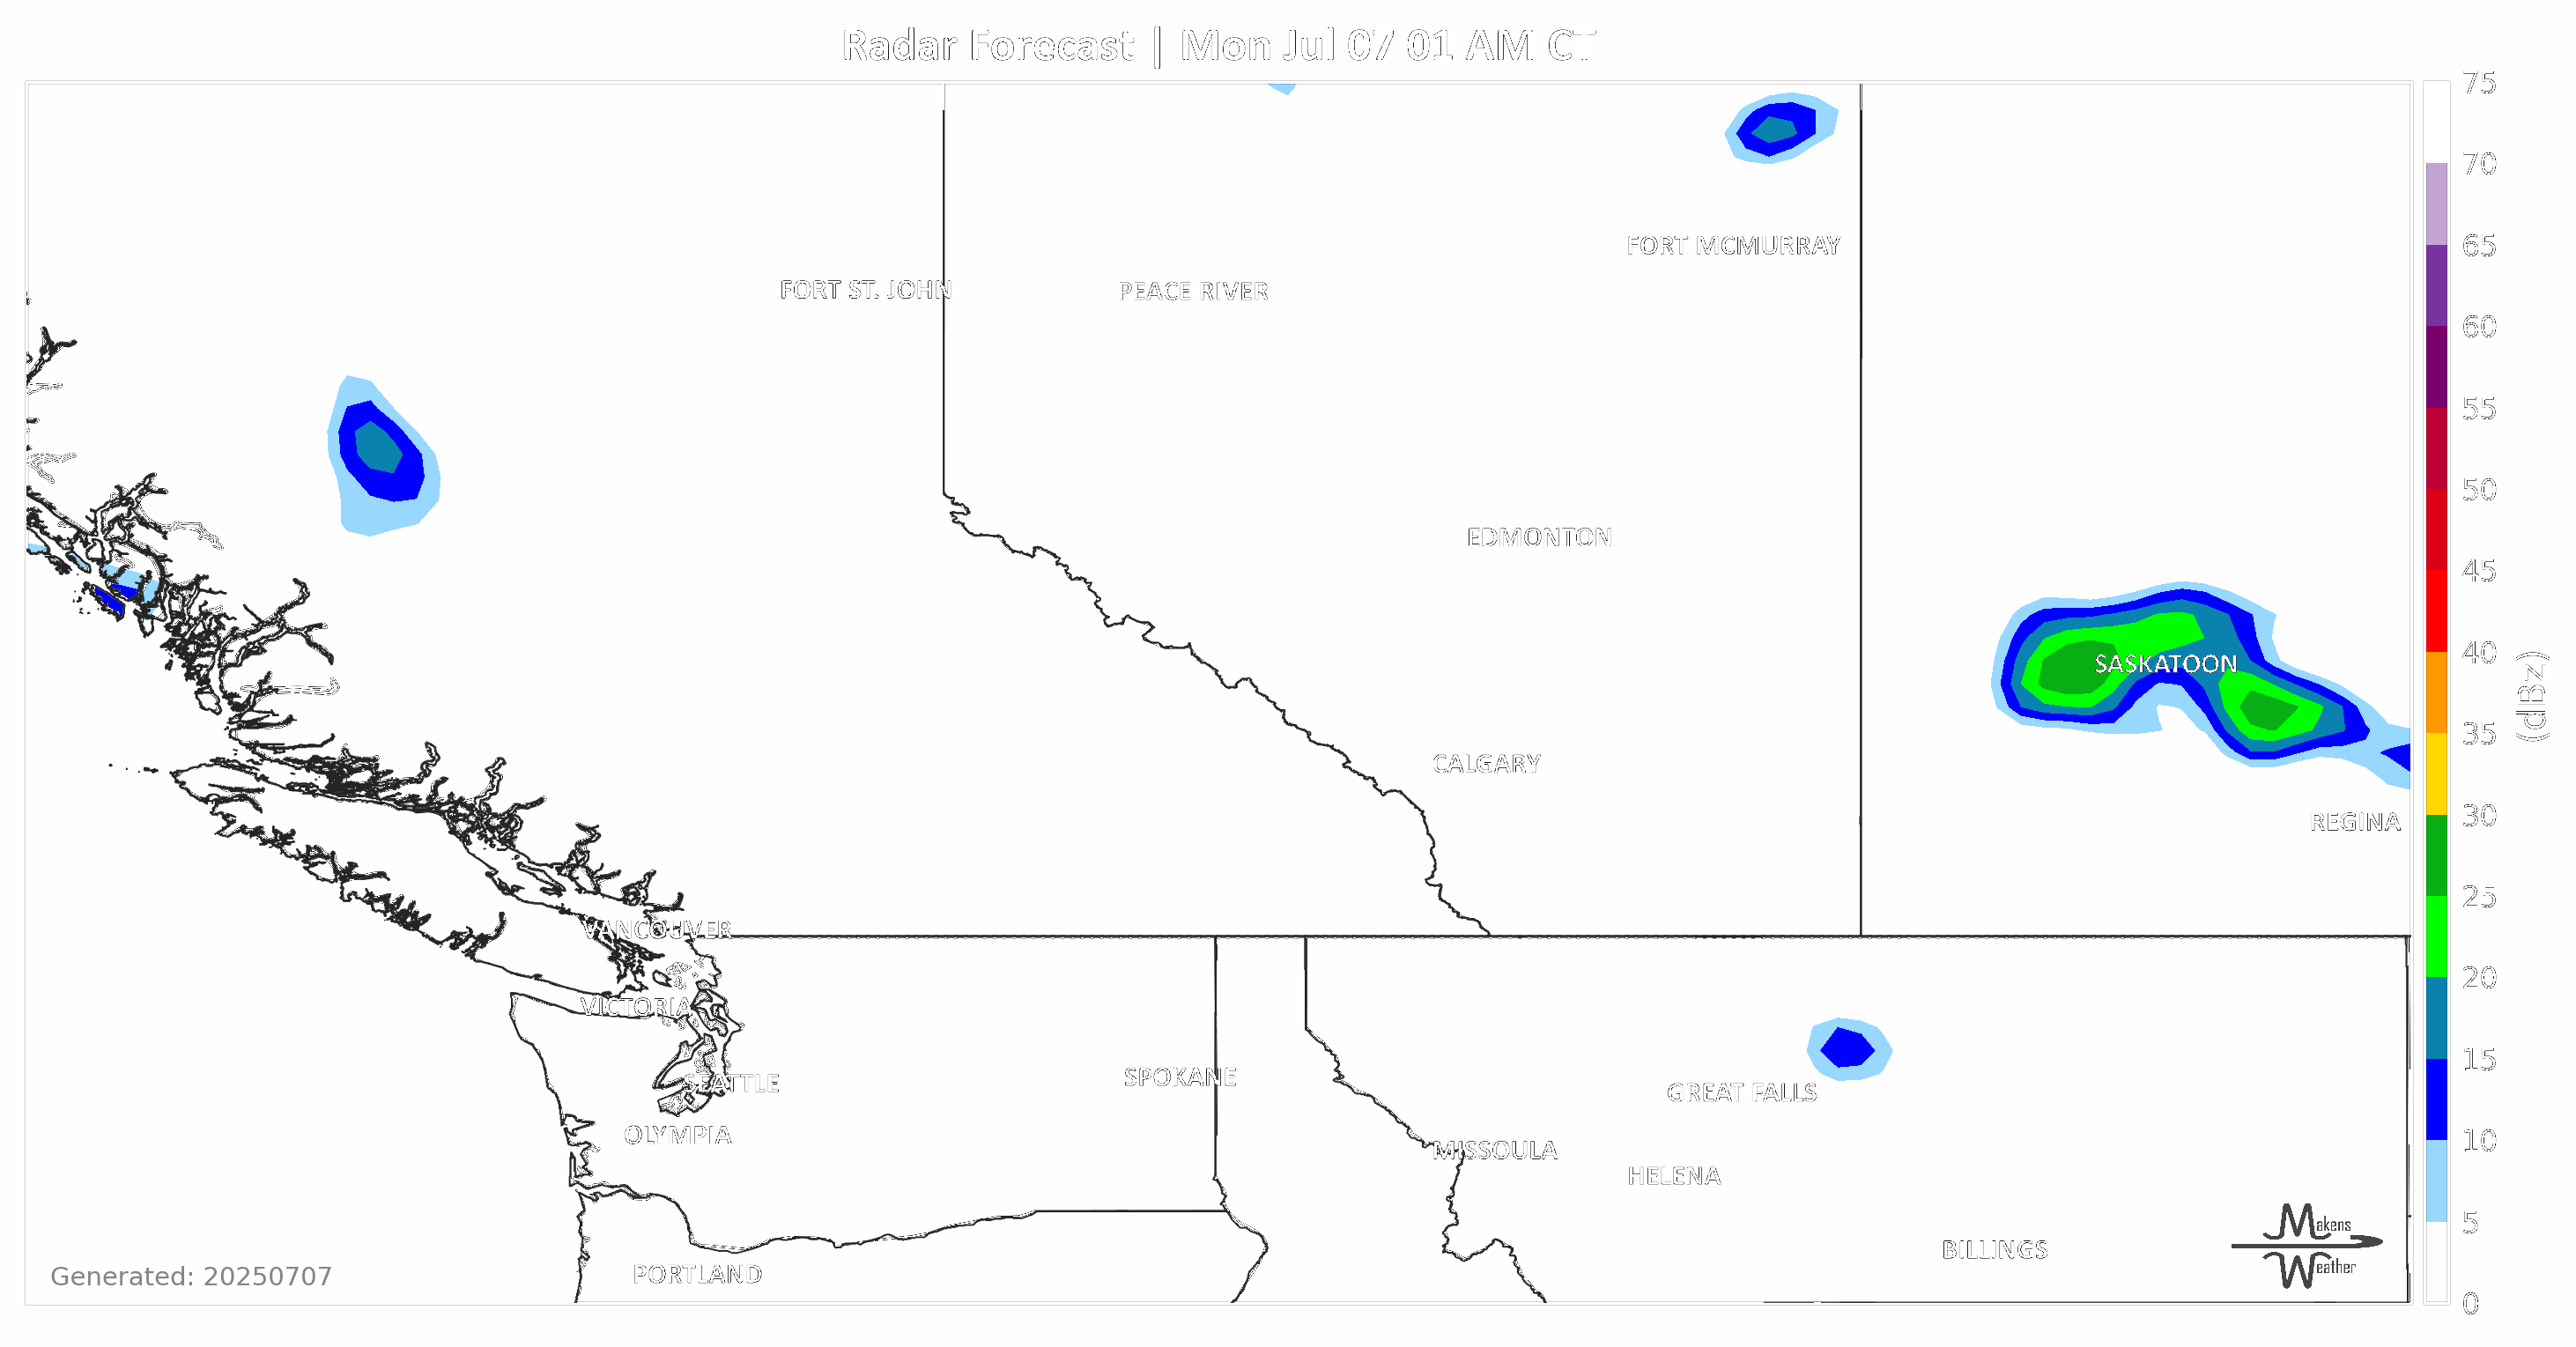 Radar Forecast | Mon Jul 07 01 AM CT
75
70
FORT MCMURRAY
65
FORT ST. JOHN
PEACE RIVER
60
55
50
EDMONTON
45
40
SASKATOON
(dBz)
35
CALGARY
30
REGINA
25
VANCOUVER
20
VICTORIA
15
SPOKANE
SEATTLE
GREAT FALLS
10
OLYMPIA
MISSOULA
HELENA
5
Makens
Weather
BILLINGS
PORTLAND
Generated: 20250707
0